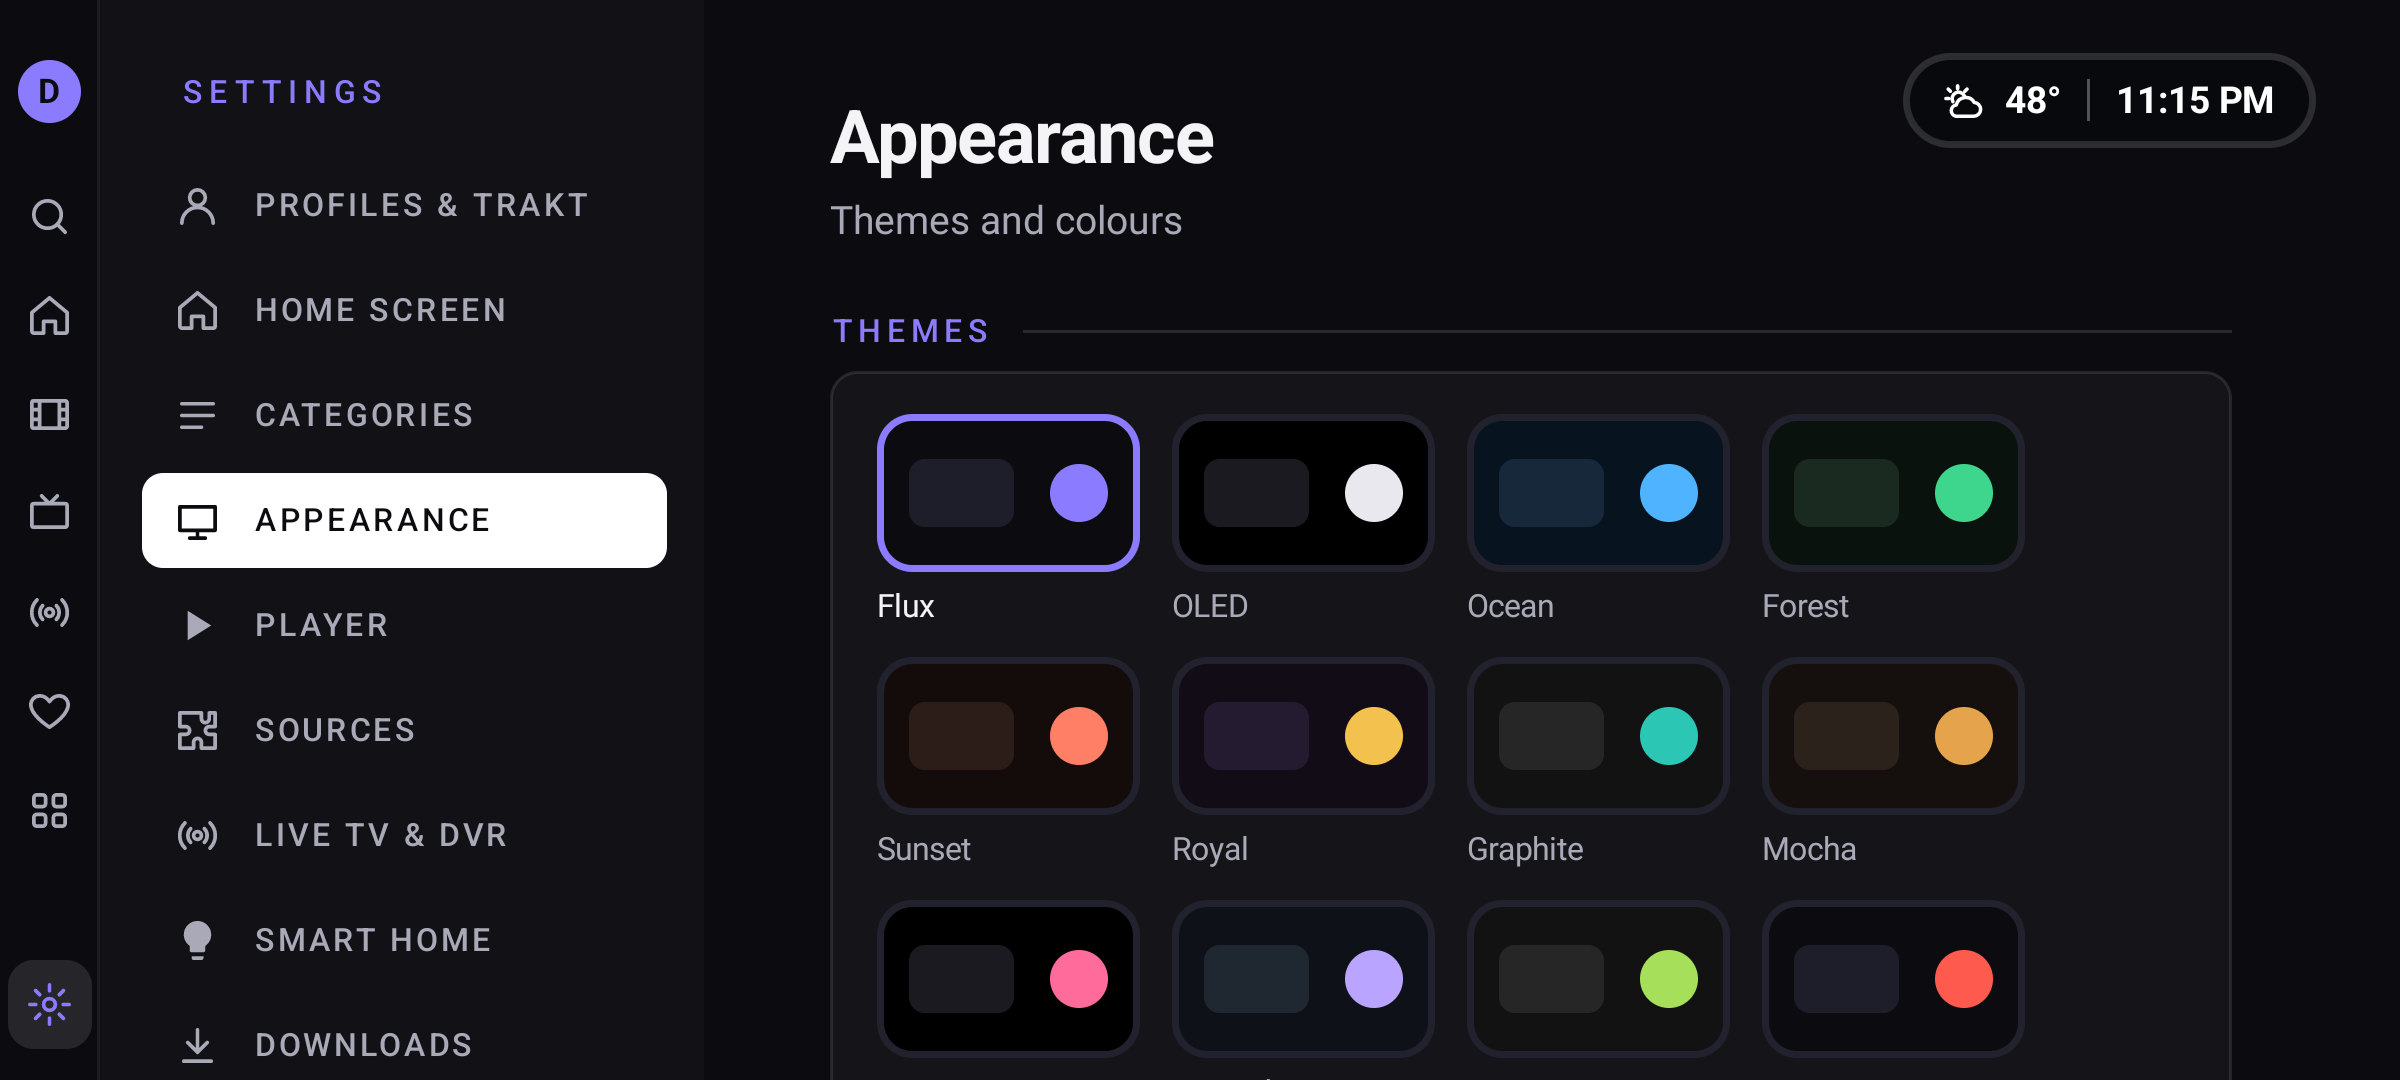 D
SETTINGS
PROFILES & TRAKT
HOME SCREEN
CATEGORIES
APPEARANCE
PLAYER
SOURCES
LIVE TV & DVR
SMART HOME
DOWNLOADS
48° 11:15 PM
Appearance
Themes and colours
THEMES
Flux OLED Ocean Forest
Sunset Royal Graphite Mocha